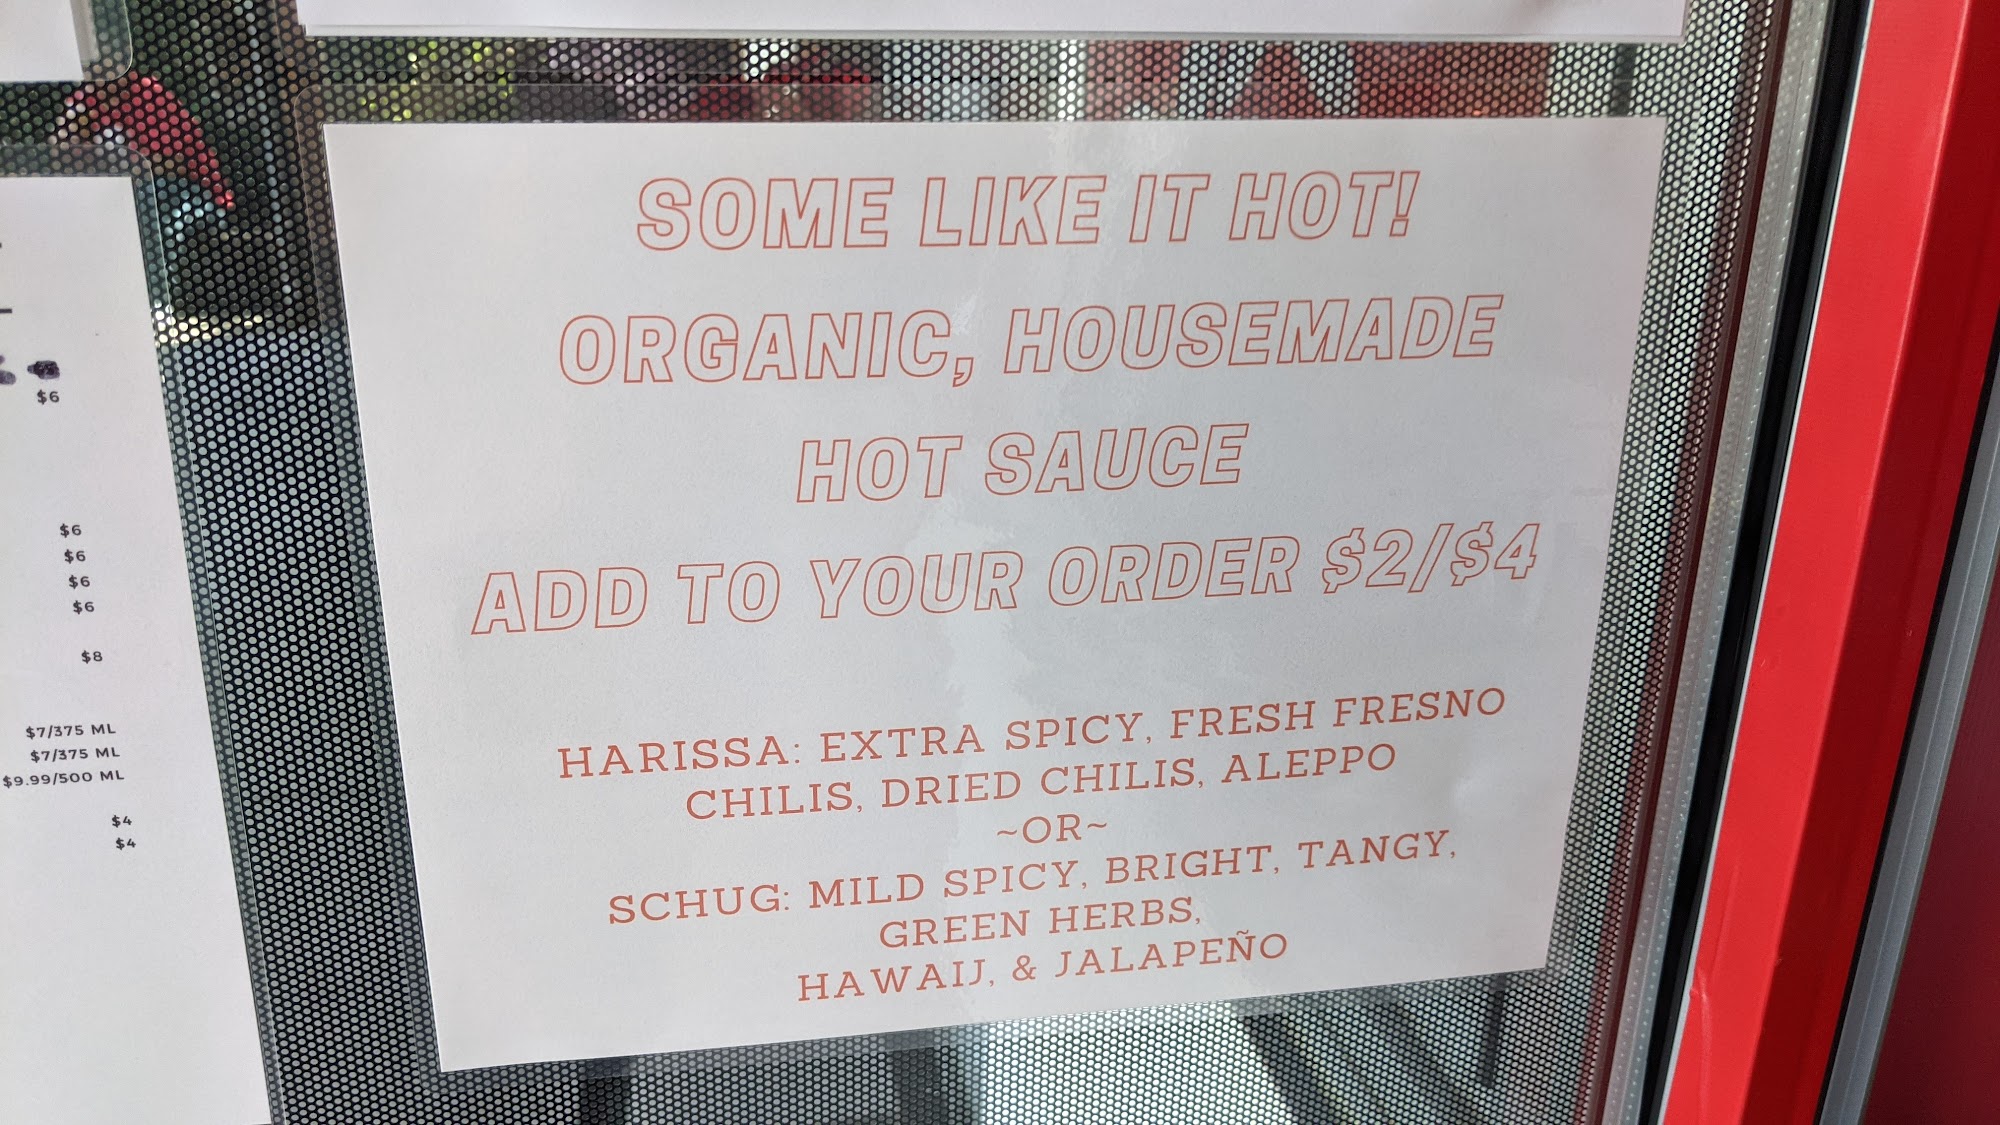 $6
$6
$6
$6
$6
$8
$7/375 ML
$7/375 ML
$9.99/500 ML
$4
$4
SOME LIKE IT HOT!
ORGANIC, HOUSEMADE
HOT SAUCE
ADD TO YOUR ORDER $2/$4
HARISSA: EXTRA SPICY, FRESH FRESNO
CHILIS, DRIED CHILIS, ALEPPO
~OR~
SCHUG: MILD SPICY, BRIGHT, TANGY,
GREEN HERBS,
HAWAIJ, & JALAPEÑO